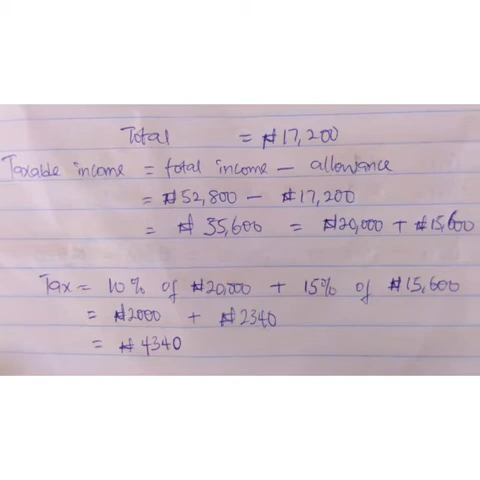 Total = ₦17,200
Taxable income = total income − allowance
= ₦52,800 − ₦17,200
= ₦ 35,600 = ₦20,000 + ₦15,600
Tax = 10% of ₦20,000 + 15% of ₦15,600
= ₦2000 + ₦2340
= ₦4340